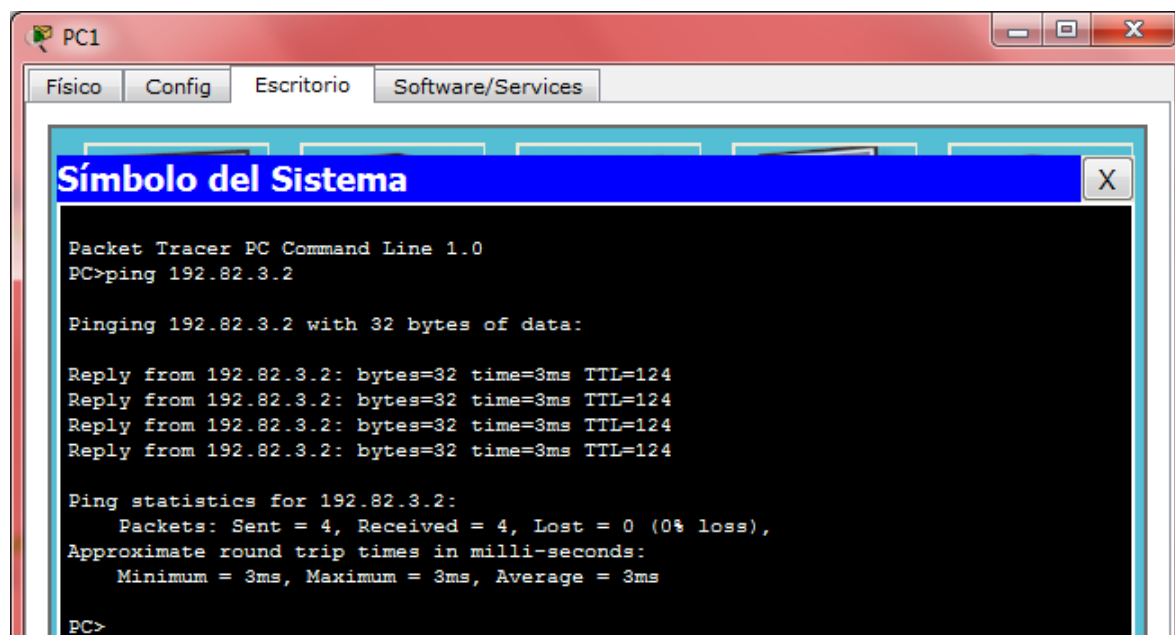 PC1
Físico Config Escritorio Software/Services
Símbolo del Sistema X
Packet Tracer PC Command Line 1.0
PC>ping 192.82.3.2
Pinging 192.82.3.2 with 32 bytes of data:
Reply from 192.82.3.2: bytes=32 time=3ms TTL=124
Reply from 192.82.3.2: bytes=32 time=3ms TTL=124
Reply from 192.82.3.2: bytes=32 time=3ms TTL=124
Reply from 192.82.3.2: bytes=32 time=3ms TTL=124
Ping statistics for 192.82.3.2:
Packets: Sent = 4, Received = 4, Lost = 0 (0% loss),
Approximate round trip times in milli-seconds:
Minimum = 3ms, Maximum = 3ms, Average = 3ms
PC>